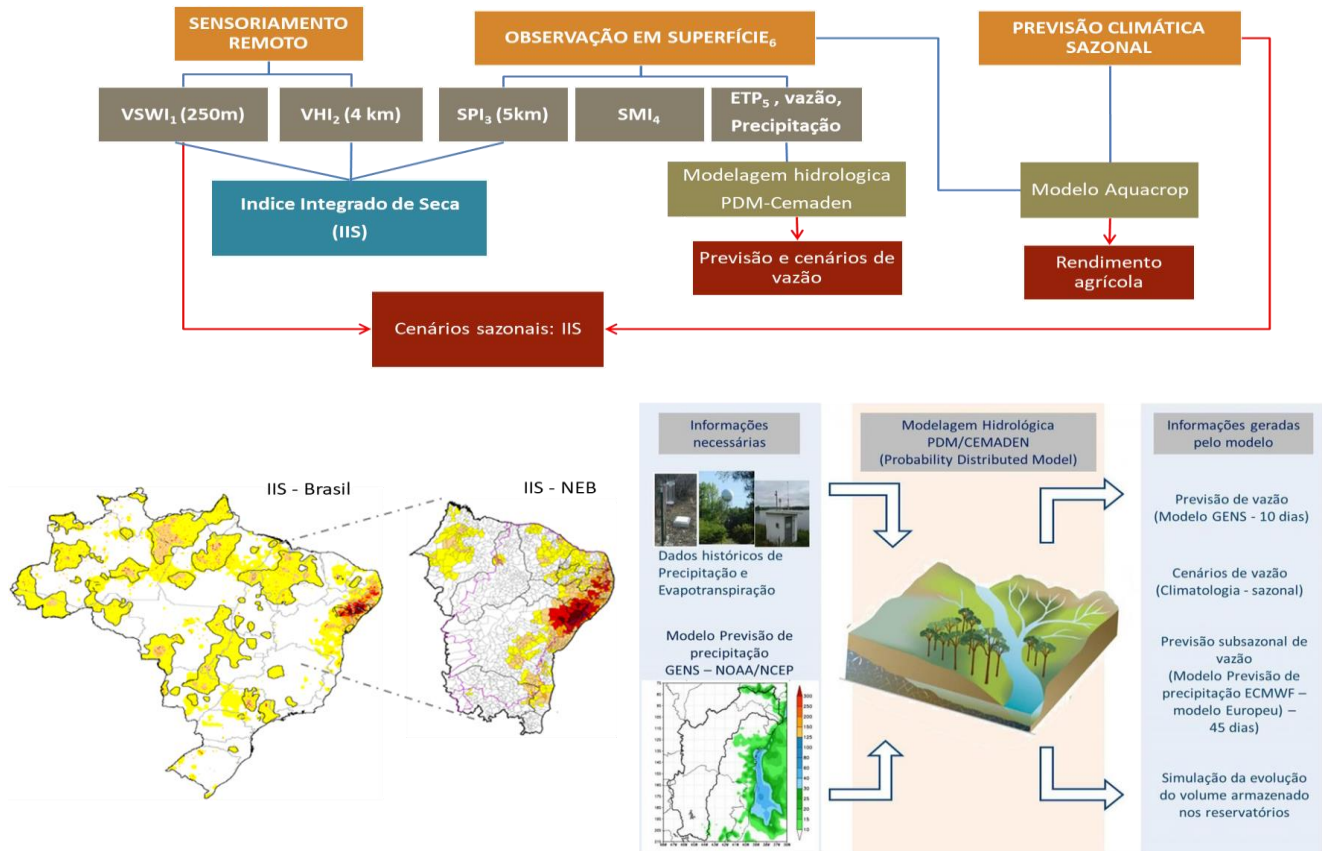 SENSORIAMENTO
REMOTO
OBSERVAÇÃO EM SUPERFÍCIE6
PREVISÃO CLIMÁTICA
SAZONAL
VSWI1 (250m)
VHI2 (4 km)
SPI3 (5km)
SMI4
ETP5 , vazão,
Precipitação
Indice Integrado de Seca
(IIS)
Modelagem hidrologica
PDM-Cemaden
Modelo Aquacrop
Previsão e cenários de
vazão
Rendimento
agrícola
Cenários sazonais: IIS
IIS - Brasil
IIS - NEB
Informações
necessárias
Dados históricos de
Precipitação e
Evapotranspiração
Modelo Previsão de
precipitação
GENS – NOAA/NCEP
Modelagem Hidrológica
PDM/CEMADEN
(Probability Distributed Model)
Informações geradas
pelo modelo
Previsão de vazão
(Modelo GENS - 10 dias)
Cenários de vazão
(Climatologia - sazonal)
Previsão subsazonal de
vazão
(Modelo Previsão de
precipitação ECMWF –
modelo Europeu) –
45 dias)
Simulação da evolução
do volume armazenado
nos reservatórios